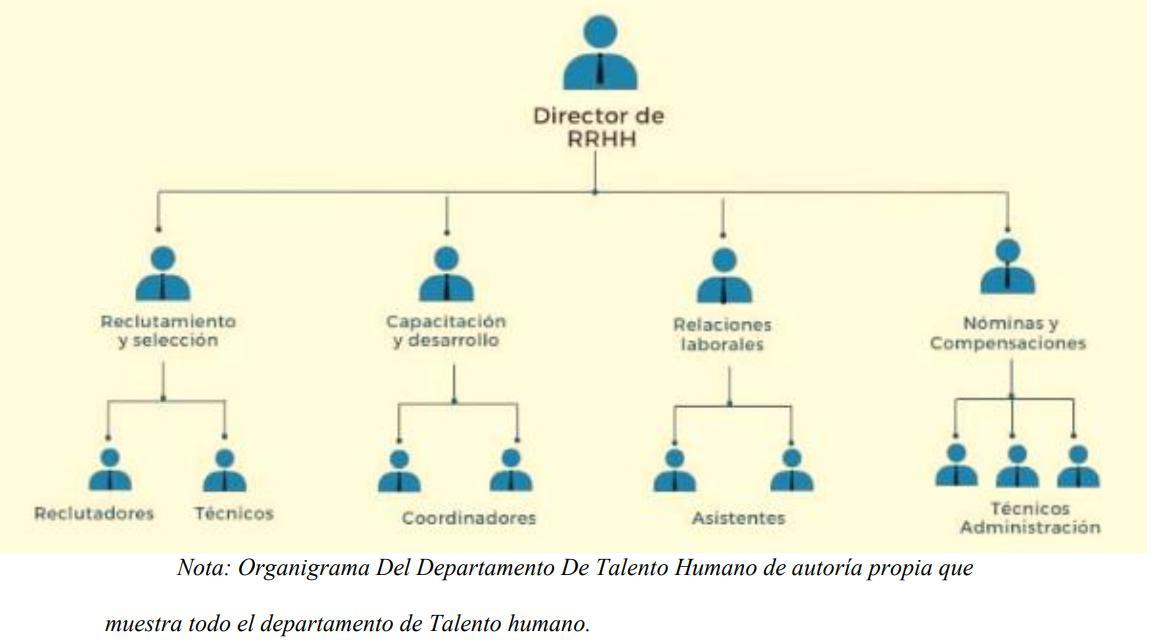 Director de
RRHH
Reclutamiento
y selección
Capacitación
y desarrollo
Relaciones
laborales
Nóminas y
Compensaciones
Reclutadores
Técnicos
Coordinadores
Asistentes
Técnicos
Administración
Nota: Organigrama Del Departamento De Talento Humano de autoría propia que
muestra todo el departamento de Talento humano.